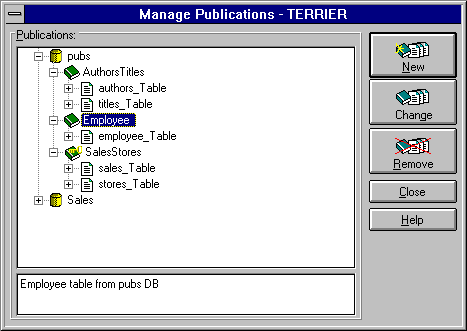 Manage Publications - TERRIER
Publications:
pubs
AuthorsTitles
authors_Table
titles_Table
Employee
employee_Table
SalesStores
sales_Table
stores_Table
Sales
Employee table from pubs DB
New
Change
Remove
Close
Help